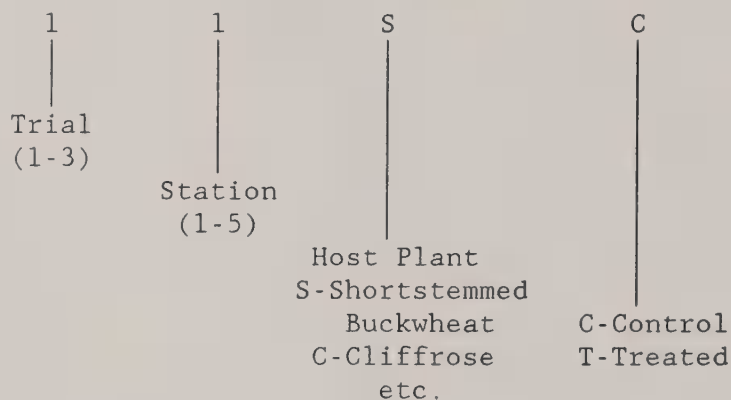 1 1 S C
Trial
(1-3)
Station
(1-5)
Host Plant
S-Shortstemmed
Buckwheat
C-Cliffrose
etc.
C-Control
T-Treated